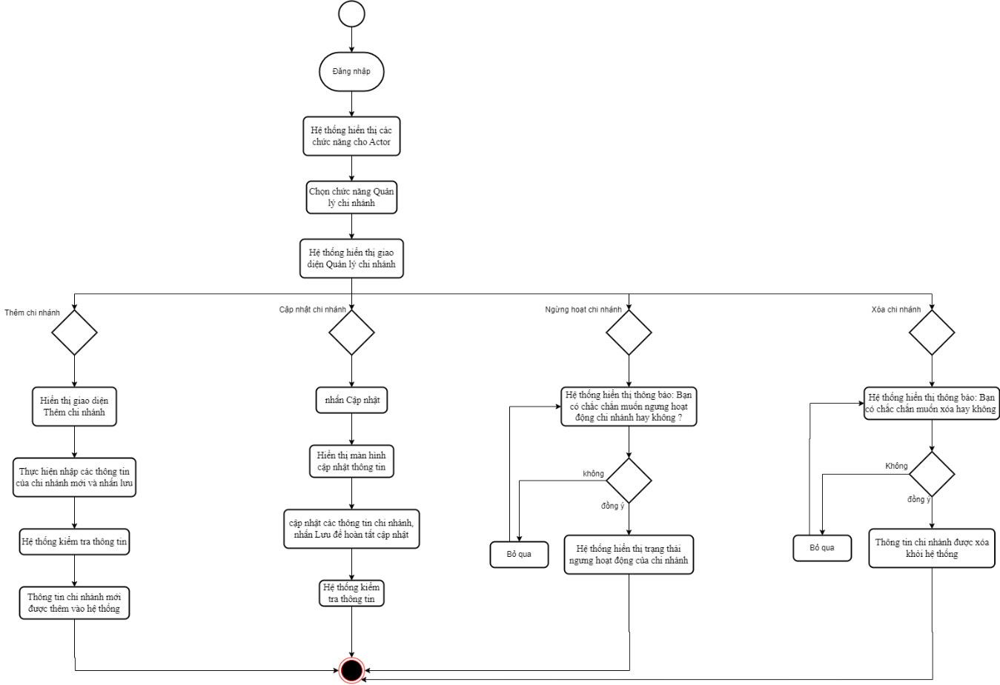 Đăng nhập
Hệ thống hiển thị các
chức năng cho Actor
Chọn chức năng Quản
lý chi nhánh
Hệ thống hiển thị giao
diện Quản lý chi nhánh
Thêm chi nhánh
Cập nhật chi nhánh
Ngừng hoạt chi nhánh
Xóa chi nhánh
Hiển thị giao diện
Thêm chi nhánh
Thực hiện nhập các thông tin
của chi nhánh mới và nhấn lưu
Hệ thống kiểm tra thông tin
Thông tin chi nhánh mới
được thêm vào hệ thống
nhấn Cập nhật
Hiển thị màn hình
cập nhật thông tin
cập nhật các thông tin chi nhánh,
nhấn Lưu để hoàn tất cập nhật
Hệ thống kiểm
tra thông tin
Hệ thống hiển thị thông báo: Bạn
có chắc chắn muốn ngưng hoạt
động chi nhánh hay không ?
không
đồng ý
Bỏ qua
Hệ thống hiển thị trạng thái
ngưng hoạt động của chi nhánh
Hệ thống hiển thị thông báo: Bạn
có chắc chắn muốn xóa hay không
Không
đồng ý
Bỏ qua
Thông tin chi nhánh được xóa
khỏi hệ thống